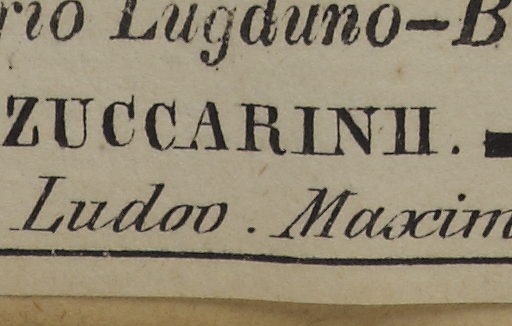 rio Lugduno-B
ZUCCARINII.
Ludov. Maxim